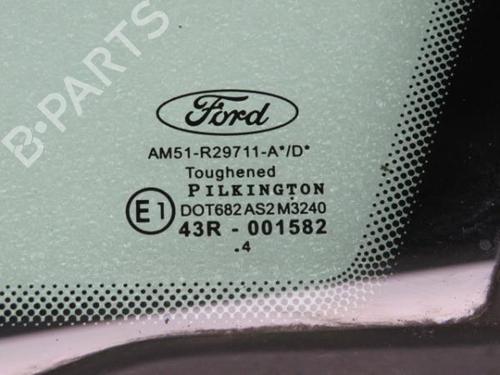 B-PARTS
Ford
AM51-R29711-A*/D*
Toughened
PILKINGTON
E1 DOT682 AS2 M3240
43R - 001582
.4